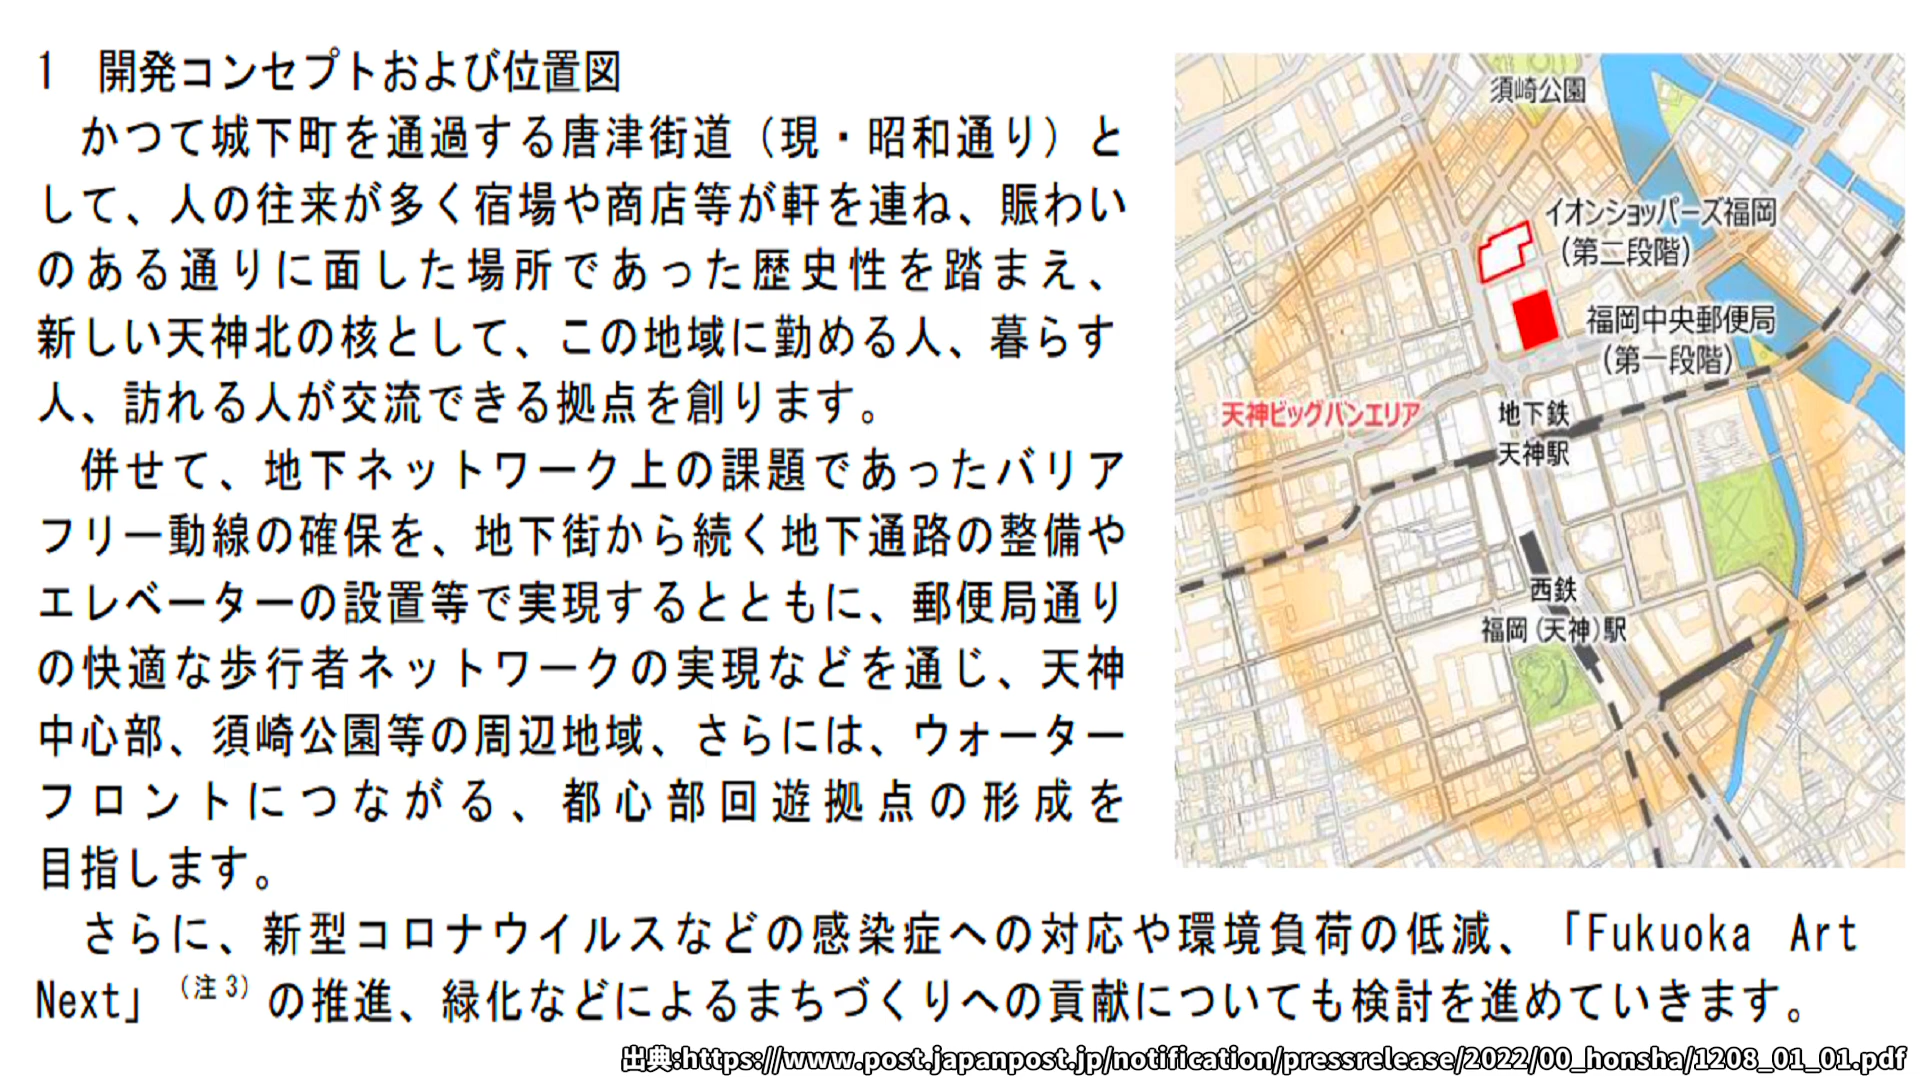 1　開発コンセプトおよび位置図
かつて城下町を通過する唐津街道（現・昭和通り）と
して、人の往来が多く宿場や商店等が軒を連ね、賑わい
のある通りに面した場所であった歴史性を踏まえ、
新しい天神北の核として、この地域に勤める人、暮らす
人、訪れる人が交流できる拠点を創ります。
併せて、地下ネットワーク上の課題であったバリア
フリー動線の確保を、地下街から続く地下通路の整備や
エレベーターの設置等で実現するとともに、郵便局通り
の快適な歩行者ネットワークの実現などを通じ、天神
中心部、須崎公園等の周辺地域、さらには、ウォーター
フロントにつながる、都心部回遊拠点の形成を
目指します。
さらに、新型コロナウイルスなどの感染症への対応や環境負荷の低減、「Fukuoka Art
Next」（注3）の推進、緑化などによるまちづくりへの貢献についても検討を進めていきます。
須崎公園
イオンショッパーズ福岡
（第二段階）
福岡中央郵便局
（第一段階）
天神ビッグバンエリア
地下鉄
天神駅
西鉄
福岡（天神）駅
出典:https://www.post.japanpost.jp/notification/pressrelease/2022/00_honsha/1208_01_01.pdf